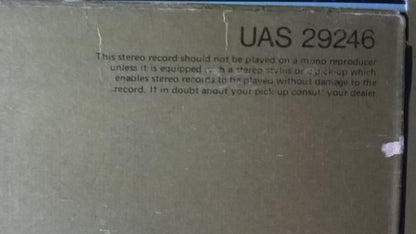 UAS 29246
This stereo record should not be played on a mono reproducer
unless it is equipped with a stereo stylus or a pick-up which
enables stereo records to be played without damage to the
record. If in doubt about your pick-up consult your dealer